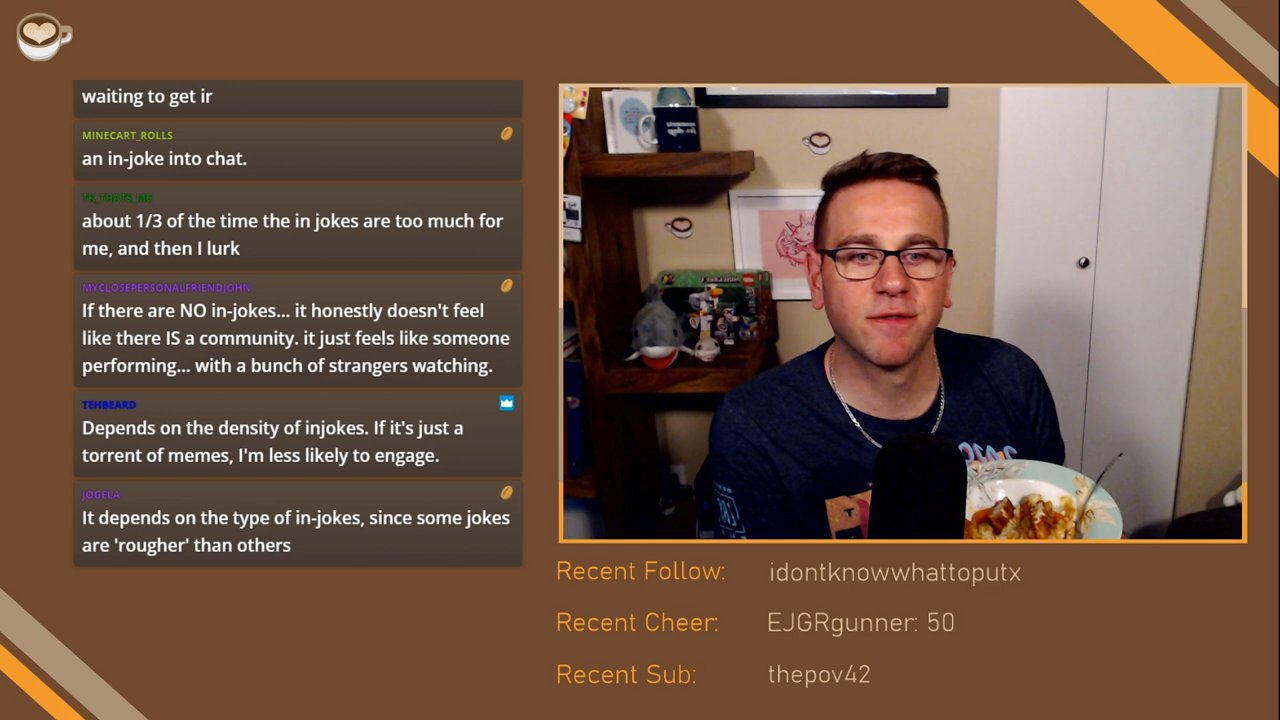 waiting to get ir
MINECART_ROLLS
an in-joke into chat.
about 1/3 of the time the in jokes are too much for
me, and then I lurk
MYCLOSEPERSONALFRIENDJOHN
If there are NO in-jokes... it honestly doesn't feel
like there IS a community. it just feels like someone
performing... with a bunch of strangers watching.
TEHBEARD
Depends on the density of injokes. If it's just a
torrent of memes, I'm less likely to engage.
JOGELA
It depends on the type of in-jokes, since some jokes
are 'rougher' than others
Recent Follow: idontknowwhattoputx
Recent Cheer: EJGRgunner: 50
Recent Sub: thepov42